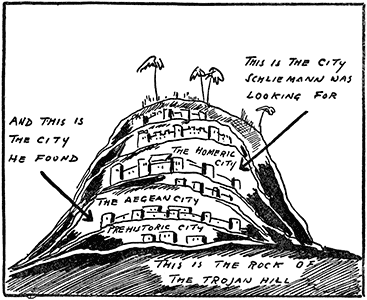 THIS IS THE CITY
SCHLIEMANN WAS
LOOKING FOR
AND THIS IS
THE CITY
HE FOUND
THE HOMERIC
CITY
THE AEGEAN CITY
PREHISTORIC CITY
THIS IS THE ROCK OF
THE TROJAN HILL